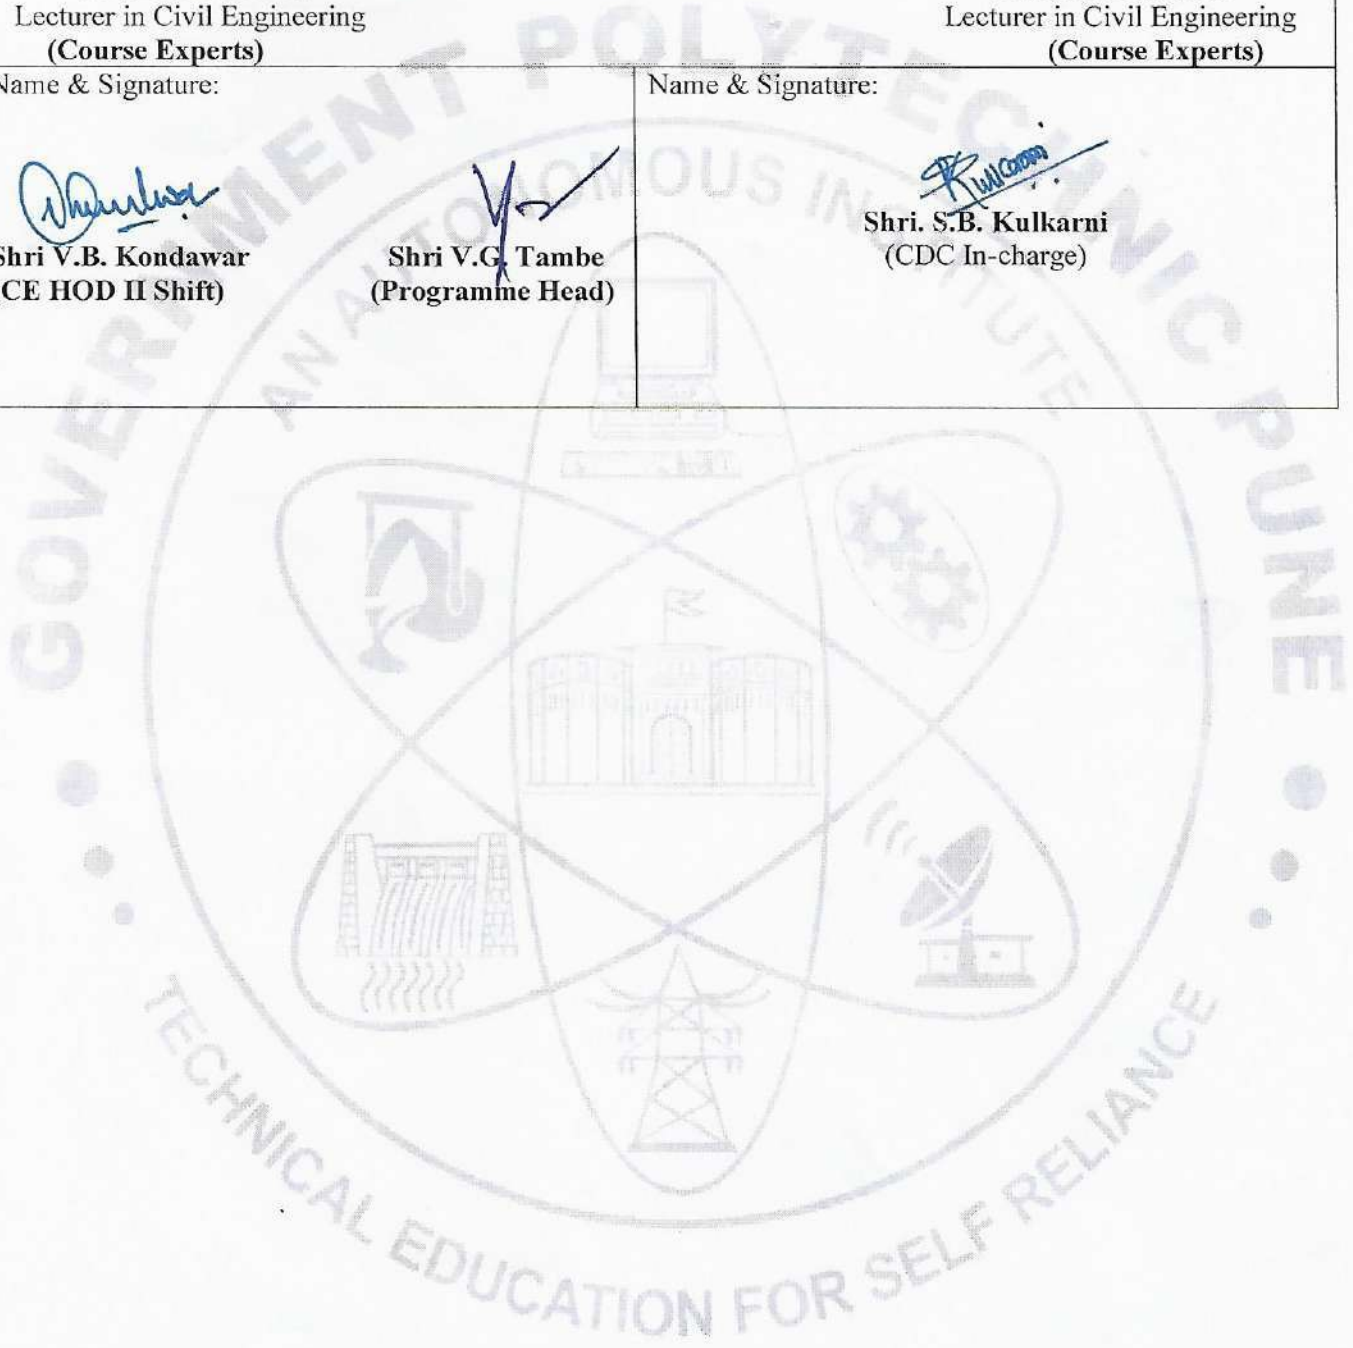 Lecturer in Civil Engineering
(Course Experts)
Lecturer in Civil Engineering
(Course Experts)
Name & Signature:
Shri V.B. Kondawar
CE HOD II Shift)
Shri V.G. Tambe
(Programme Head)
Name & Signature:
Kulkarni
Shri. S.B. Kulkarni
(CDC In-charge)
GOVERNMENT POLYTECHNIC PUNE
AN AUTONOMOUS INSTITUTE
TECHNICAL EDUCATION FOR SELF RELIANCE